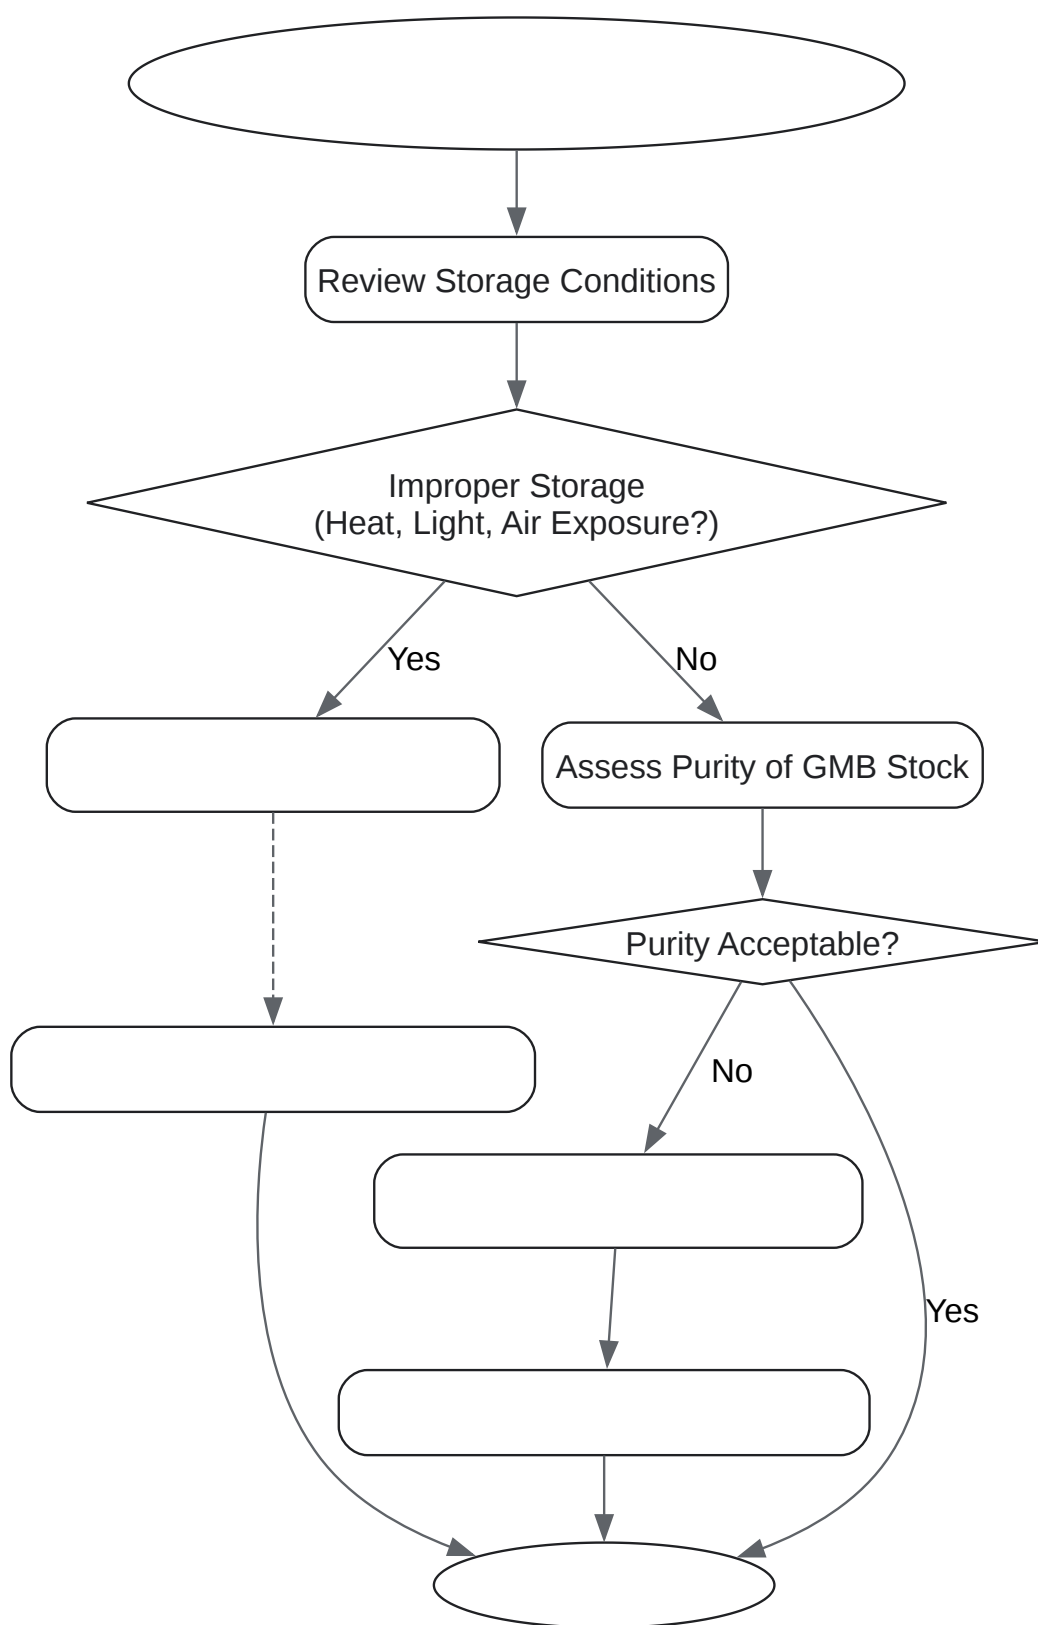 Review Storage Conditions
Improper Storage
(Heat, Light, Air Exposure?)
Yes
No
Assess Purity of GMB Stock
Purity Acceptable?
No
Yes